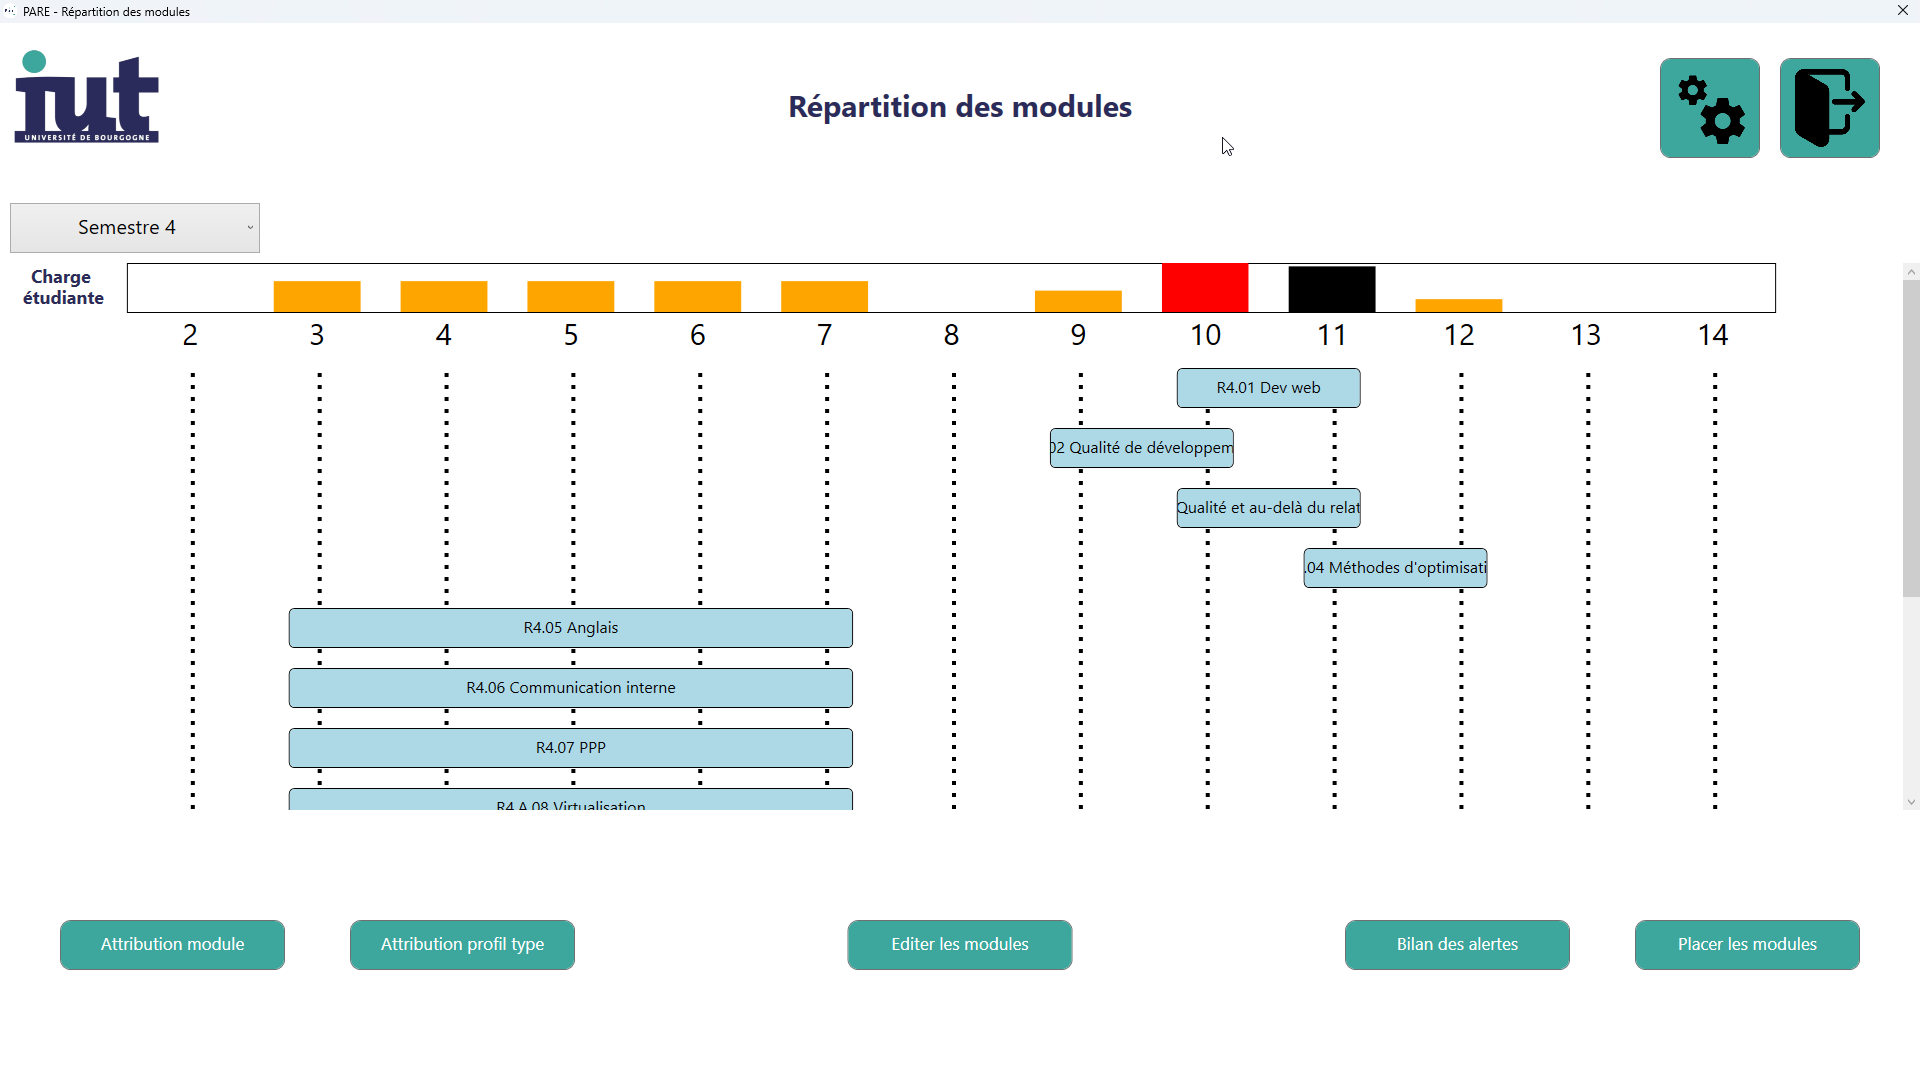 PARE - Répartition des modules
iut
UNIVERSITÉ DE BOURGOGNE
Répartition des modules
Semestre 4
Charge
étudiante
2 3 4 5 6 7 8 9 10 11 12 13 14
R4.01 Dev web
02 Qualité de développem
Qualité et au-delà du relat
.04 Méthodes d'optimisati
R4.05 Anglais
R4.06 Communication interne
R4.07 PPP
R4.A.08 Virtualisation
Attribution module
Attribution profil type
Editer les modules
Bilan des alertes
Placer les modules